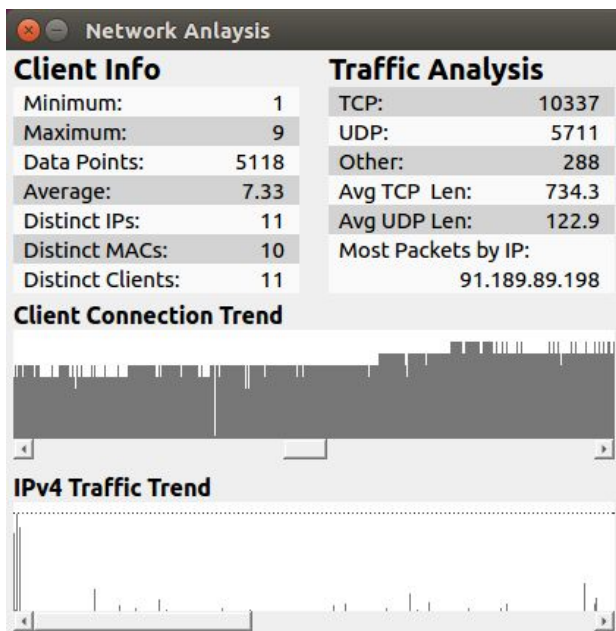 Network Anlaysis
Client Info
Minimum: 1
Maximum: 9
Data Points: 5118
Average: 7.33
Distinct IPs: 11
Distinct MACs: 10
Distinct Clients: 11
Traffic Analysis
TCP: 10337
UDP: 5711
Other: 288
Avg TCP Len: 734.3
Avg UDP Len: 122.9
Most Packets by IP:
91.189.89.198
Client Connection Trend
IPv4 Traffic Trend